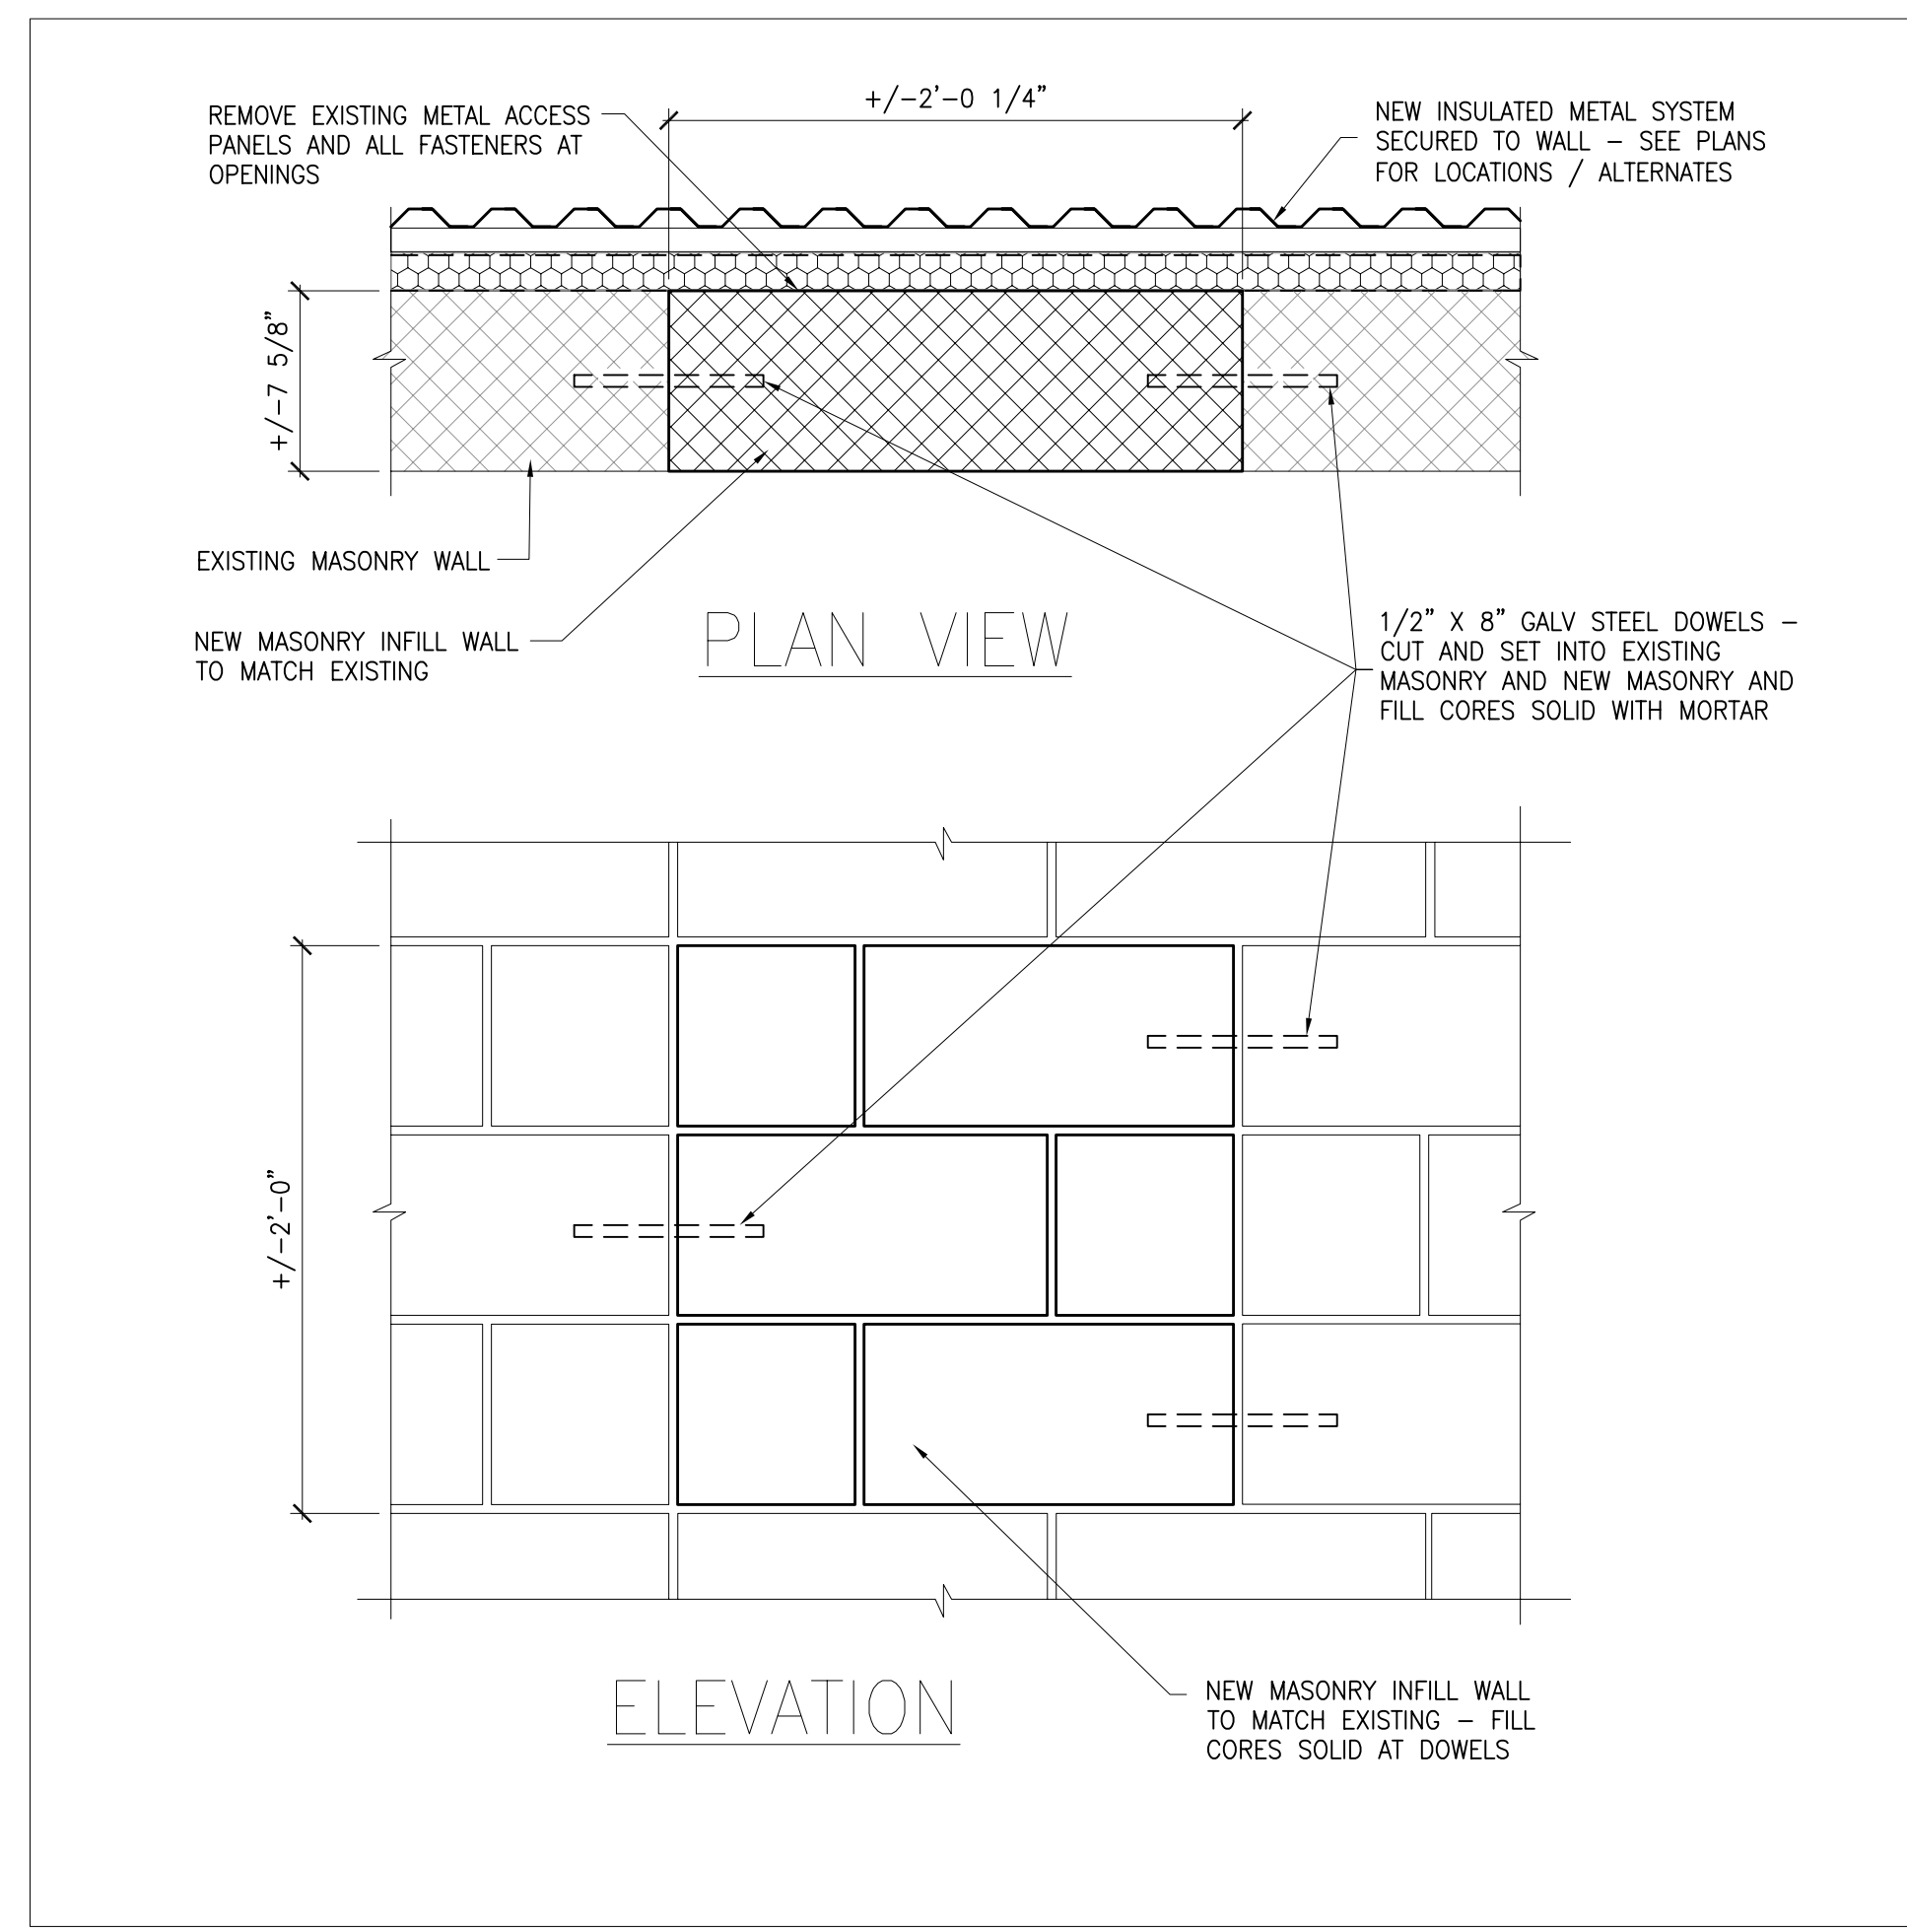 +/-2'-0 1/4"
REMOVE EXISTING METAL ACCESS
PANELS AND ALL FASTENERS AT
OPENINGS
NEW INSULATED METAL SYSTEM
SECURED TO WALL - SEE PLANS
FOR LOCATIONS / ALTERNATES
+/-7 5/8"
EXISTING MASONRY WALL
NEW MASONRY INFILL WALL
TO MATCH EXISTING
PLAN VIEW
1/2" X 8" GALV STEEL DOWELS -
CUT AND SET INTO EXISTING
MASONRY AND NEW MASONRY AND
FILL CORES SOLID WITH MORTAR
+/-2'-0"
ELEVATION
NEW MASONRY INFILL WALL
TO MATCH EXISTING - FILL
CORES SOLID AT DOWELS